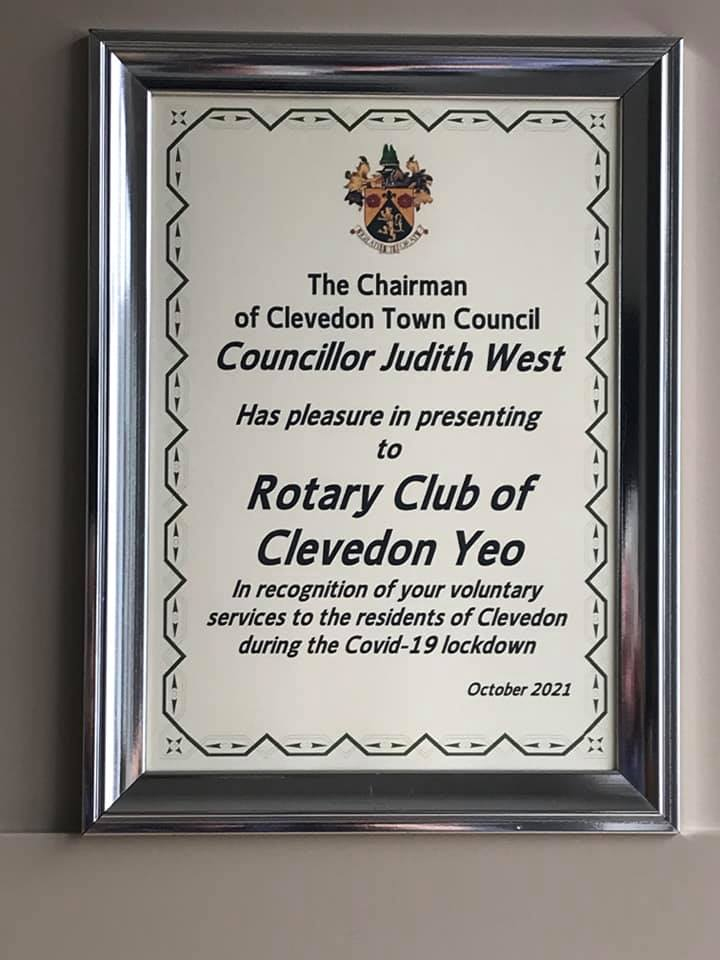 The Chairman
of Clevedon Town Council
Councillor Judith West
Has pleasure in presenting
to
Rotary Club of
Clevedon Yeo
In recognition of your voluntary
services to the residents of Clevedon
during the Covid-19 lockdown
October 2021